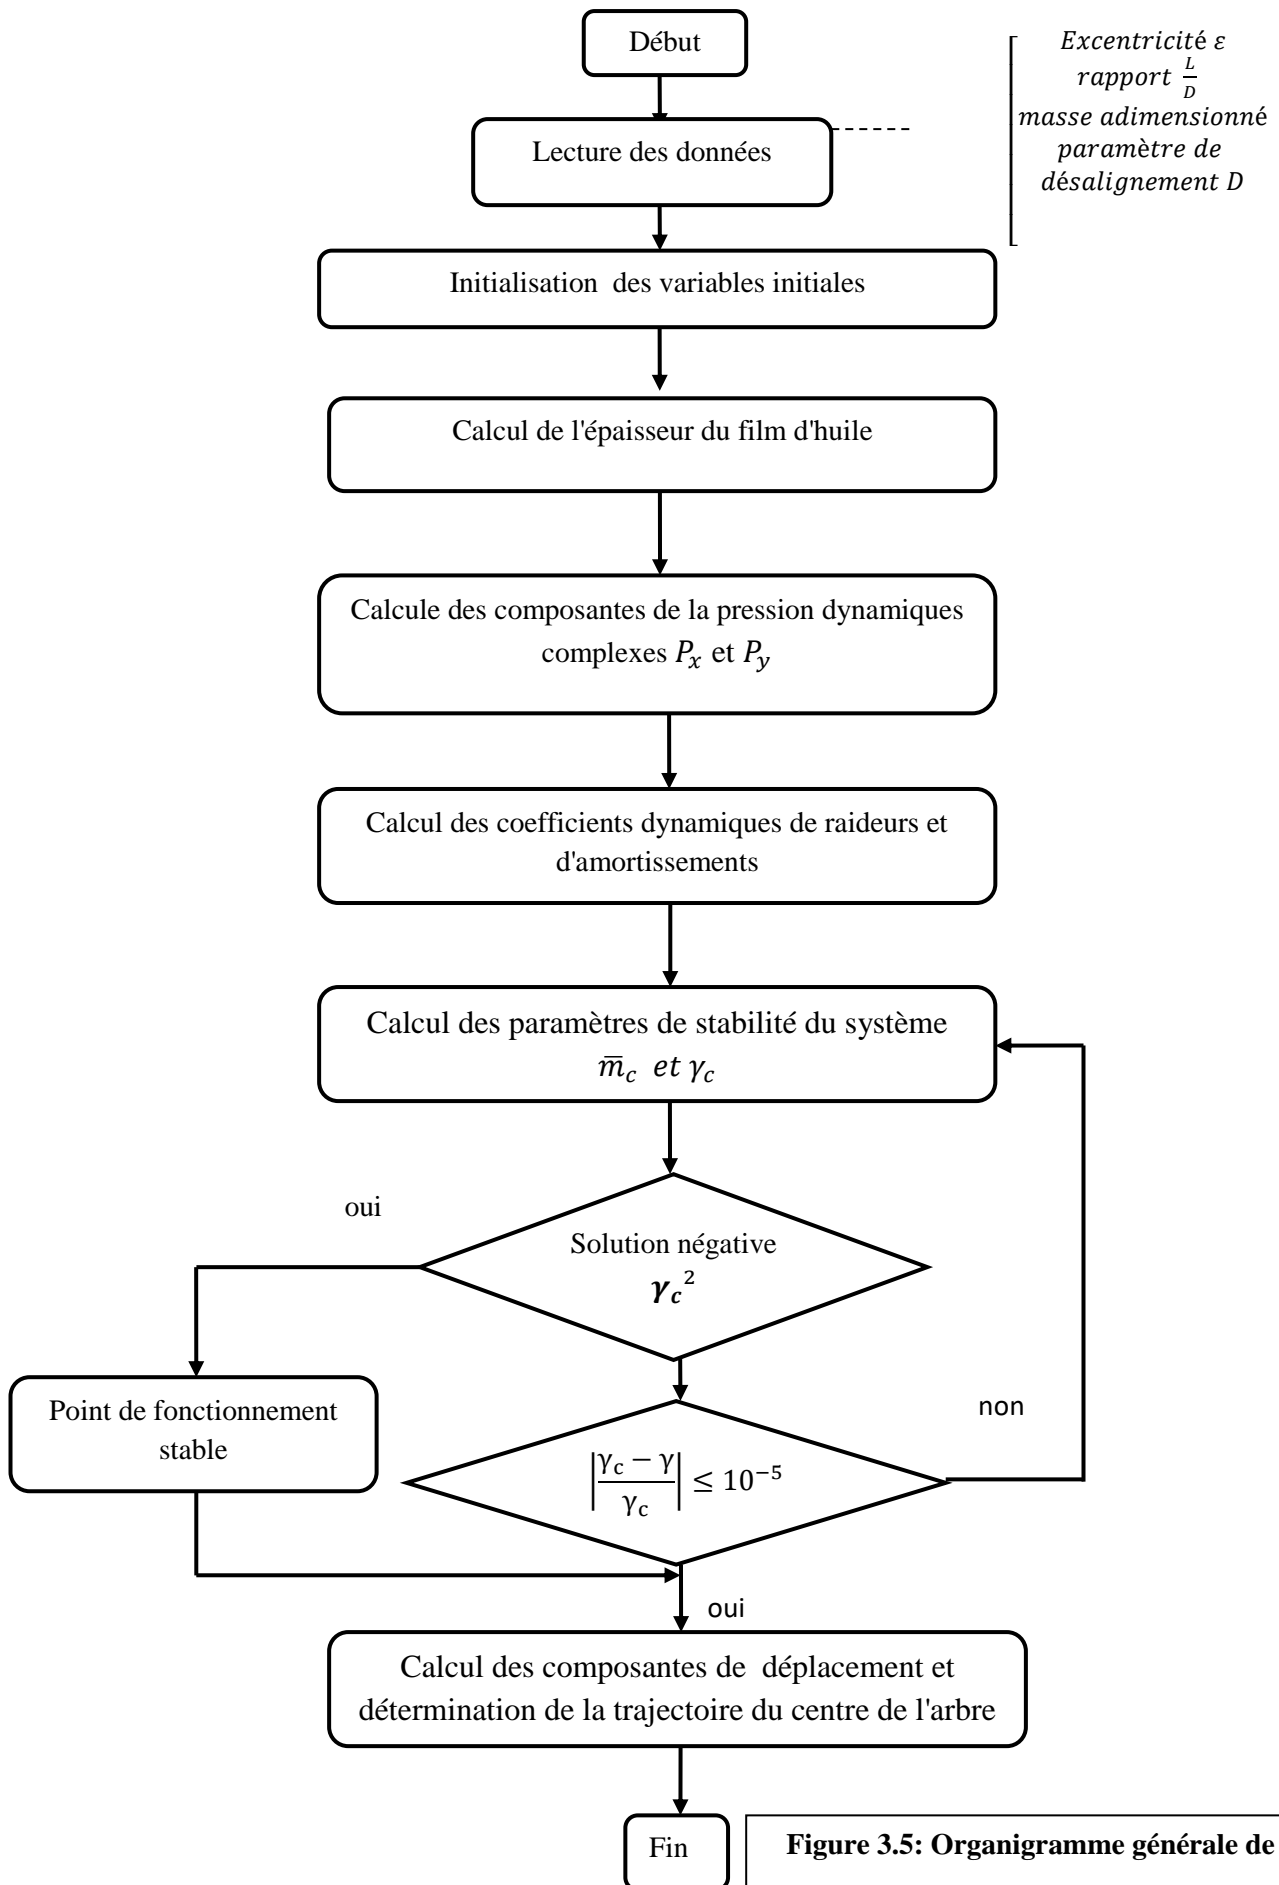 Début
Excentricité ε
rapport L/D
masse adimensionné
paramètre de
désalignement D
Lecture des données
Initialisation des variables initiales
Calcul de l'épaisseur du film d'huile
Calcule des composantes de la pression dynamiques
complexes Pₓ et P_y
Calcul des coefficients dynamiques de raideurs et
d'amortissements
Calcul des paramètres de stabilité du système
m̅_c et γ_c
oui
Solution négative
γ_c²
Point de fonctionnement
stable
non
|(γ_c − γ)/γ_c| ≤ 10⁻⁵
oui
Calcul des composantes de déplacement et
détermination de la trajectoire du centre de l'arbre
Fin
Figure 3.5: Organigramme générale de